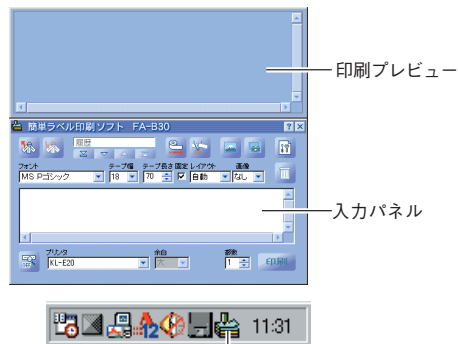 印刷プレビュー
簡単ラベル印刷ソフト FA-B30
履歴
フォント テープ幅 テープ長さ 固定 レイアウト 画像
MS Pゴシック 18 70 自動 なし
入力パネル
プリンタ 余白 部数
KL-E20 大 1 印刷
12 11:31